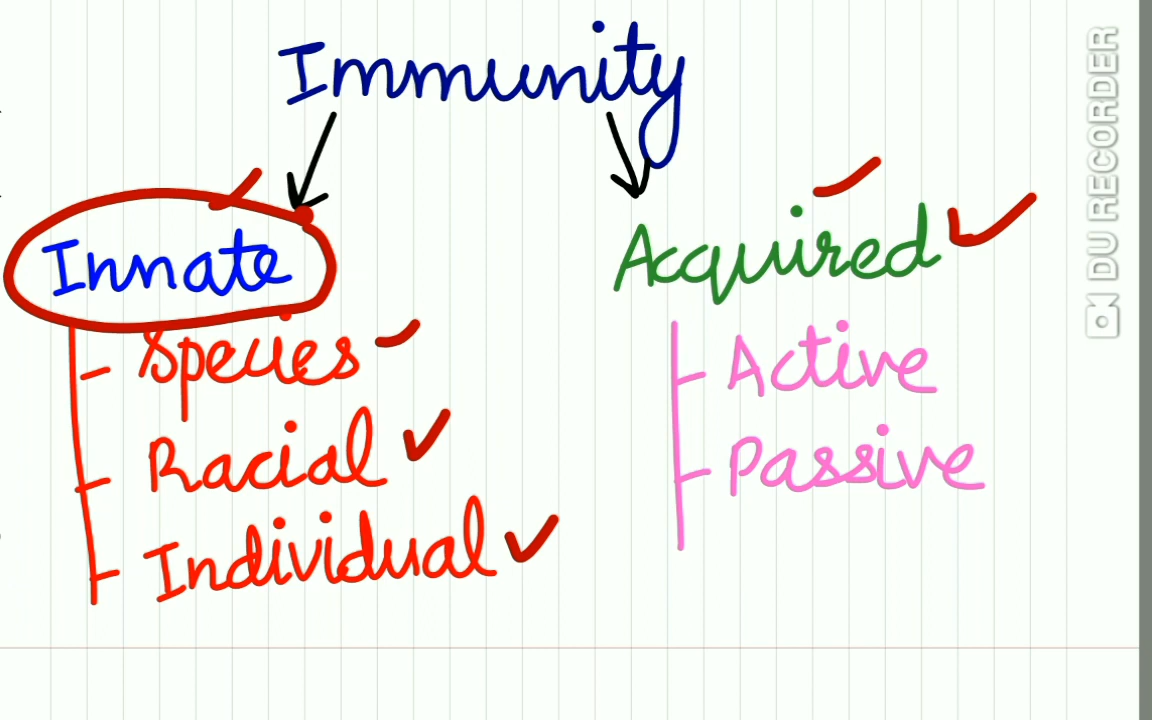 Immunity
Innate
Acquired
Species
Racial
Individual
Active
Passive
DU RECORDER